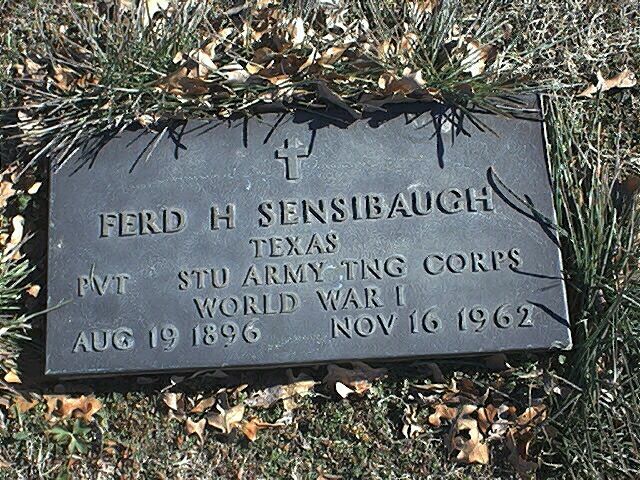 FERD H SENSIBAUGH
TEXAS
PVT STU ARMY TNG CORPS
WORLD WAR I
AUG 19 1896 NOV 16 1962